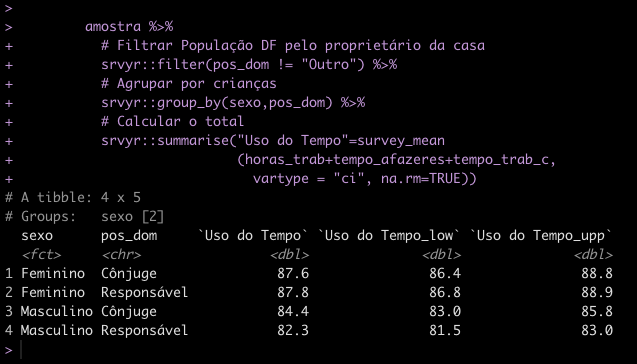 >
>         amostra %>%
+           # Filtrar População DF pelo proprietário da casa
+           srvyr::filter(pos_dom != "Outro") %>%
+           # Agrupar por crianças
+           srvyr::group_by(sexo,pos_dom) %>%
+           # Calcular o total
+           srvyr::summarise("Uso do Tempo"=survey_mean
+                            (horas_trab+tempo_afazeres+tempo_trab_c,
+                              vartype = "ci", na.rm=TRUE))
# A tibble: 4 x 5
# Groups:   sexo [2]
  sexo      pos_dom     `Uso do Tempo` `Uso do Tempo_low` `Uso do Tempo_upp`
  <fct>     <chr>                <dbl>              <dbl>              <dbl>
1 Feminino  Cônjuge               87.6               86.4               88.8
2 Feminino  Responsável           87.8               86.8               88.9
3 Masculino Cônjuge               84.4               83.0               85.8
4 Masculino Responsável           82.3               81.5               83.0
>